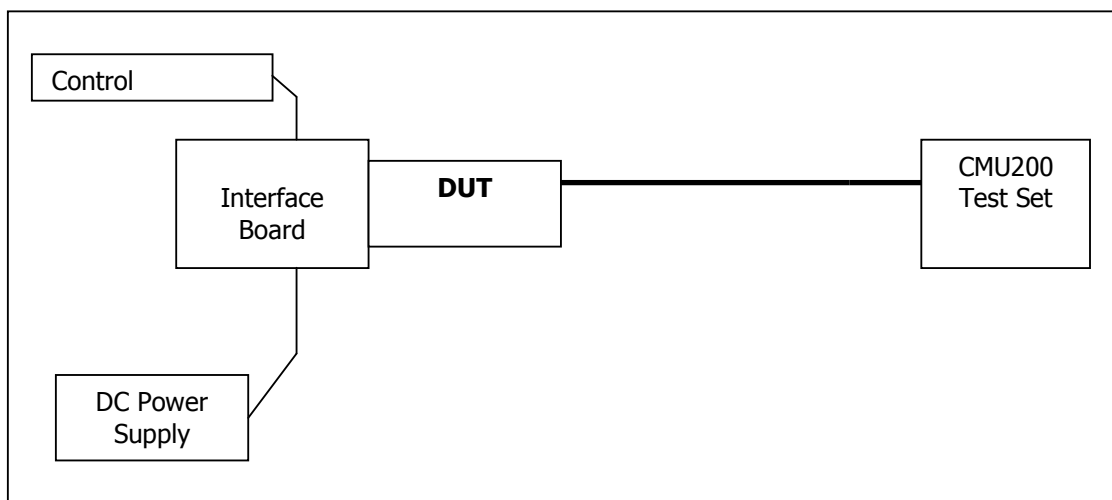 Control
Interface
Board
DUT
CMU200
Test Set
DC Power
Supply